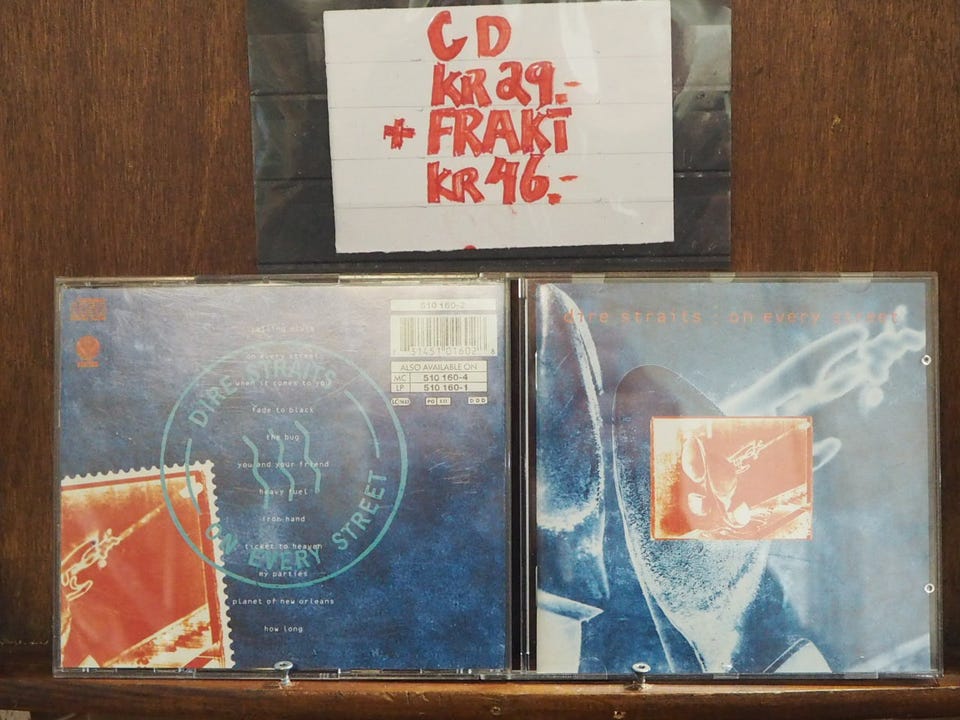 CD
KR 29.-
+ FRAKT
KR 46.-
510 160-2
calling elvis
on every street
when it comes to you
fade to black
the bug
you and your friend
heavy fuel
iron hand
ticket to heaven
my parties
planet of new orleans
how long
DIRE STRAITS
ON EVERY STREET
ALSO AVAILABLE ON
MC 510 160-4
LP 510 160-1
DDD
dire straits · on every street